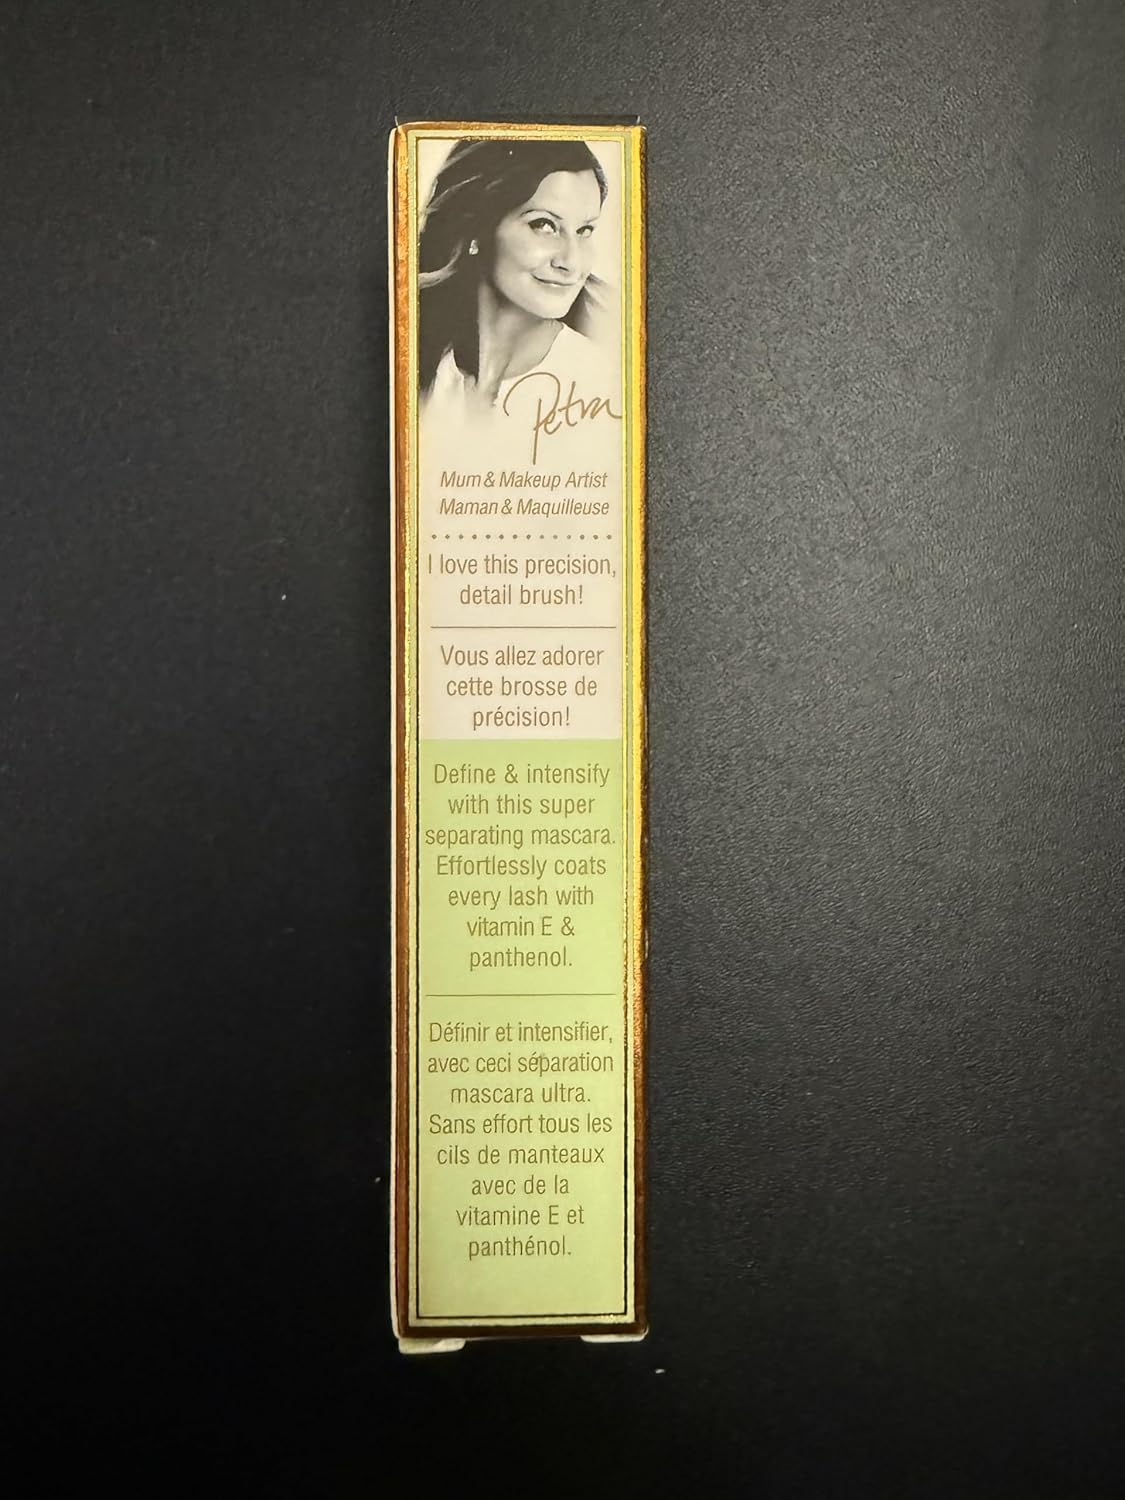 Petra
Mum & Makeup Artist
Maman & Maquilleuse
I love this precision,
detail brush!
Vous allez adorer
cette brosse de
précision!
Define & intensify
with this super
separating mascara.
Effortlessly coats
every lash with
vitamin E &
panthenol.
Définir et intensifier,
avec ceci séparation
mascara ultra.
Sans effort tous les
cils de manteaux
avec de la
vitamine E et
panthénol.